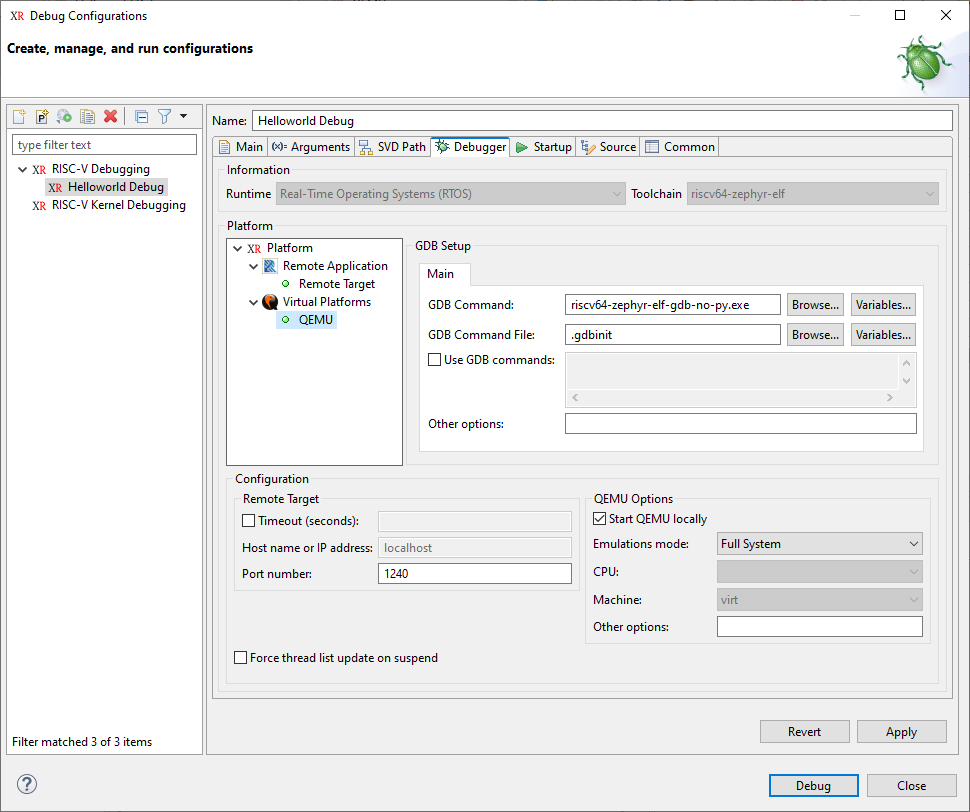 XR Debug Configurations
Create, manage, and run configurations
Name: Helloworld Debug
type filter text
XR RISC-V Debugging
XR Helloworld Debug
XR RISC-V Kernel Debugging
Filter matched 3 of 3 items
Main (x)= Arguments SVD Path Debugger Startup Source Common
Information
Runtime Real-Time Operating Systems (RTOS) Toolchain riscv64-zephyr-elf
Platform
XR Platform
Remote Application
Remote Target
Virtual Platforms
QEMU
GDB Setup
Main
GDB Command: riscv64-zephyr-elf-gdb-no-py.exe Browse... Variables...
GDB Command File: .gdbinit Browse... Variables...
Use GDB commands:
Other options:
Configuration
Remote Target
Timeout (seconds):
Host name or IP address: localhost
Port number: 1240
QEMU Options
Start QEMU locally
Emulations mode: Full System
CPU:
Machine: virt
Other options:
Force thread list update on suspend
Revert Apply
? Debug Close